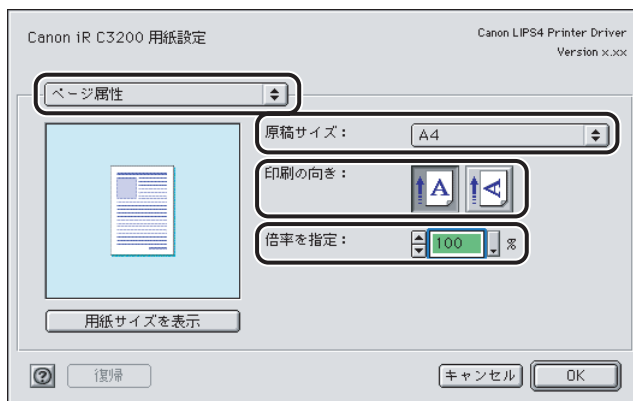 Canon iR C3200 用紙設定
Canon LIPS4 Printer Driver
Version x.xx
ページ属性
原稿サイズ：
A4
印刷の向き：
A
A
倍率を指定：
100
%
用紙サイズを表示
?
復帰
キャンセル
OK